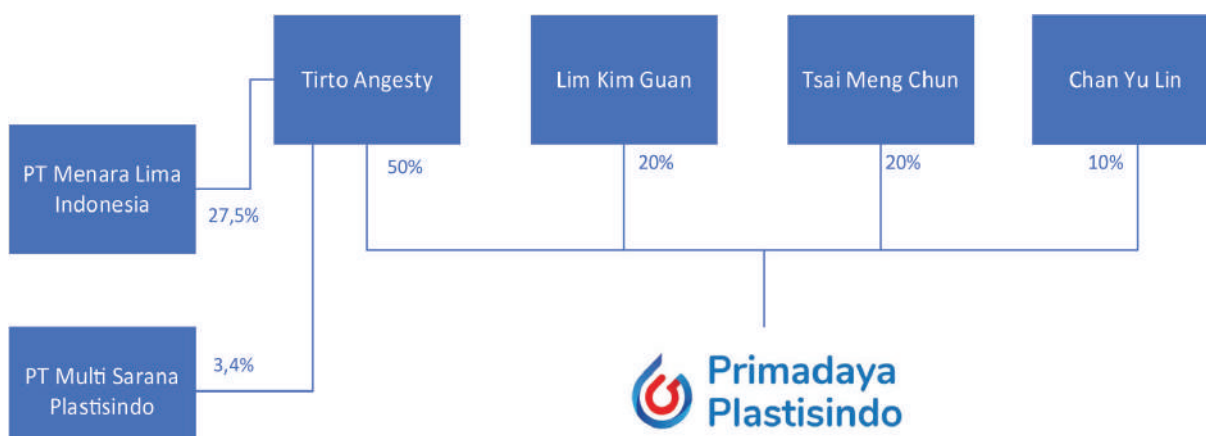 Tirto Angesty
Lim Kim Guan
Tsai Meng Chun
Chan Yu Lin
PT Menara Lima
Indonesia
50%
20%
20%
10%
27,5%
PT Multi Sarana
Plastisindo
3,4%
Primadaya
Plastisindo